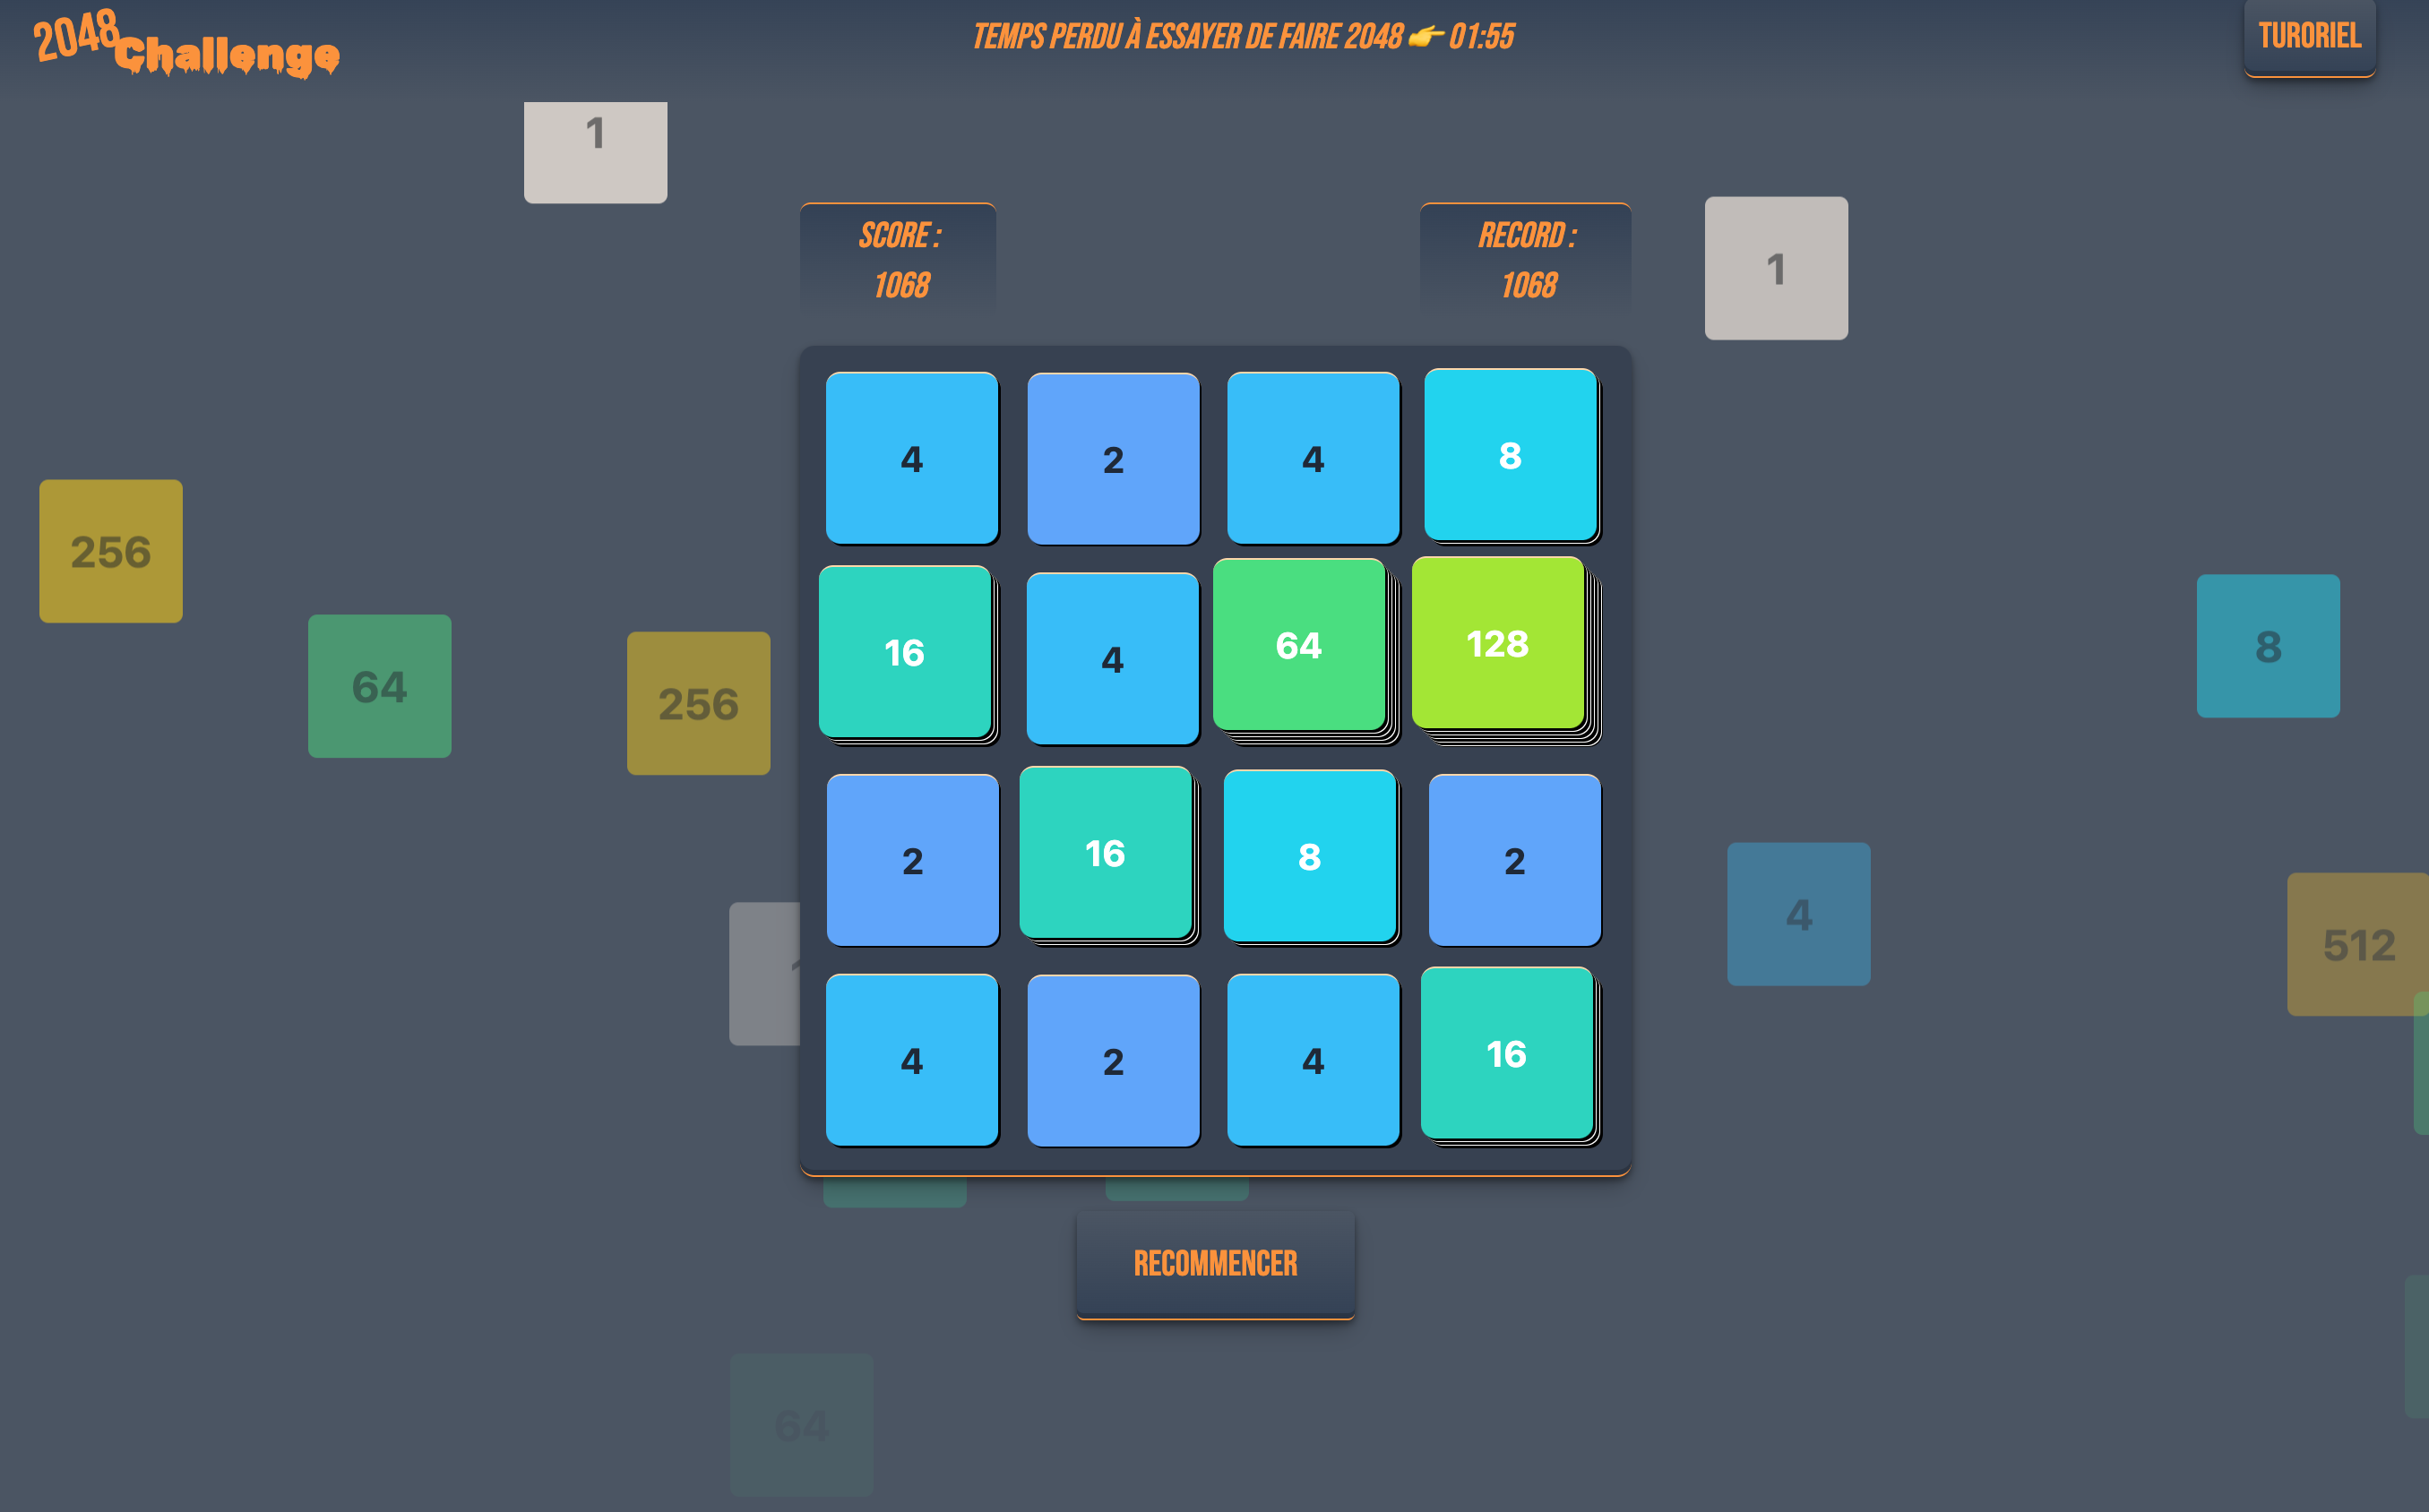 2048 Challenge
TEMPS PERDU À ESSAYER DE FAIRE 2048 👉 01:55
TURORIEL
1
SCORE :
1068
RECORD :
1068
1
4 2 4 8
256
16 4 64 128
64
256
8
2 16 8 2
4
512
4 2 4 16
RECOMMENCER
64